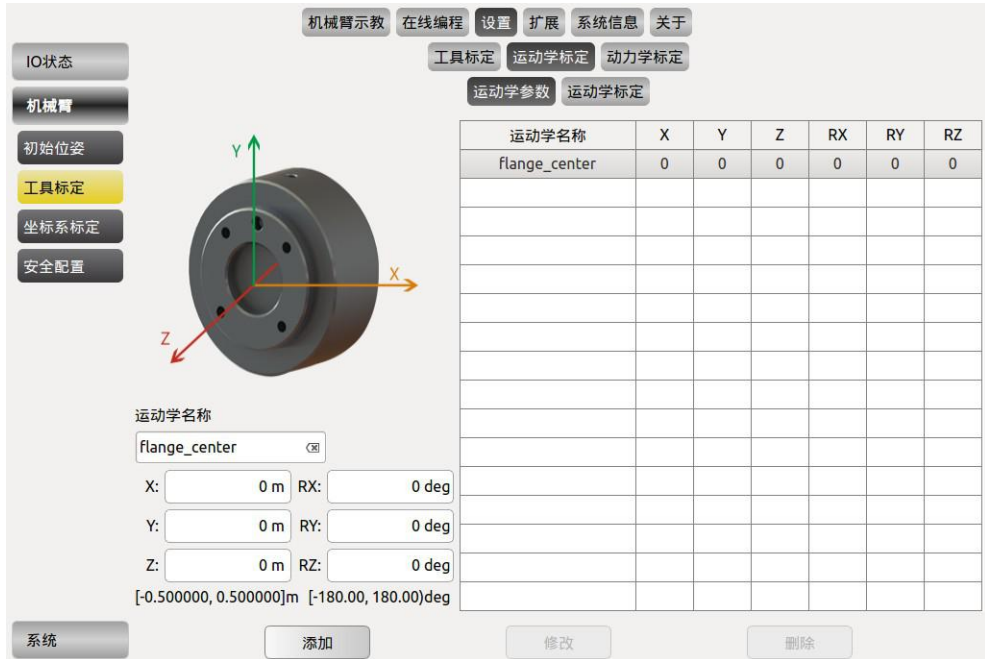 机械臂示教 在线编程 设置 扩展 系统信息 关于
工具标定 运动学标定 动力学标定
运动学参数 运动学标定
IO状态
机械臂
初始位姿
工具标定
坐标系标定
安全配置
系统
Y
X
Z
运动学名称
flange_center
X: 0 m RX: 0 deg
Y: 0 m RY: 0 deg
Z: 0 m RZ: 0 deg
[-0.500000, 0.500000]m [-180.00, 180.00)deg
运动学名称 X Y Z RX RY RZ
flange_center 0 0 0 0 0 0
添加 修改 删除